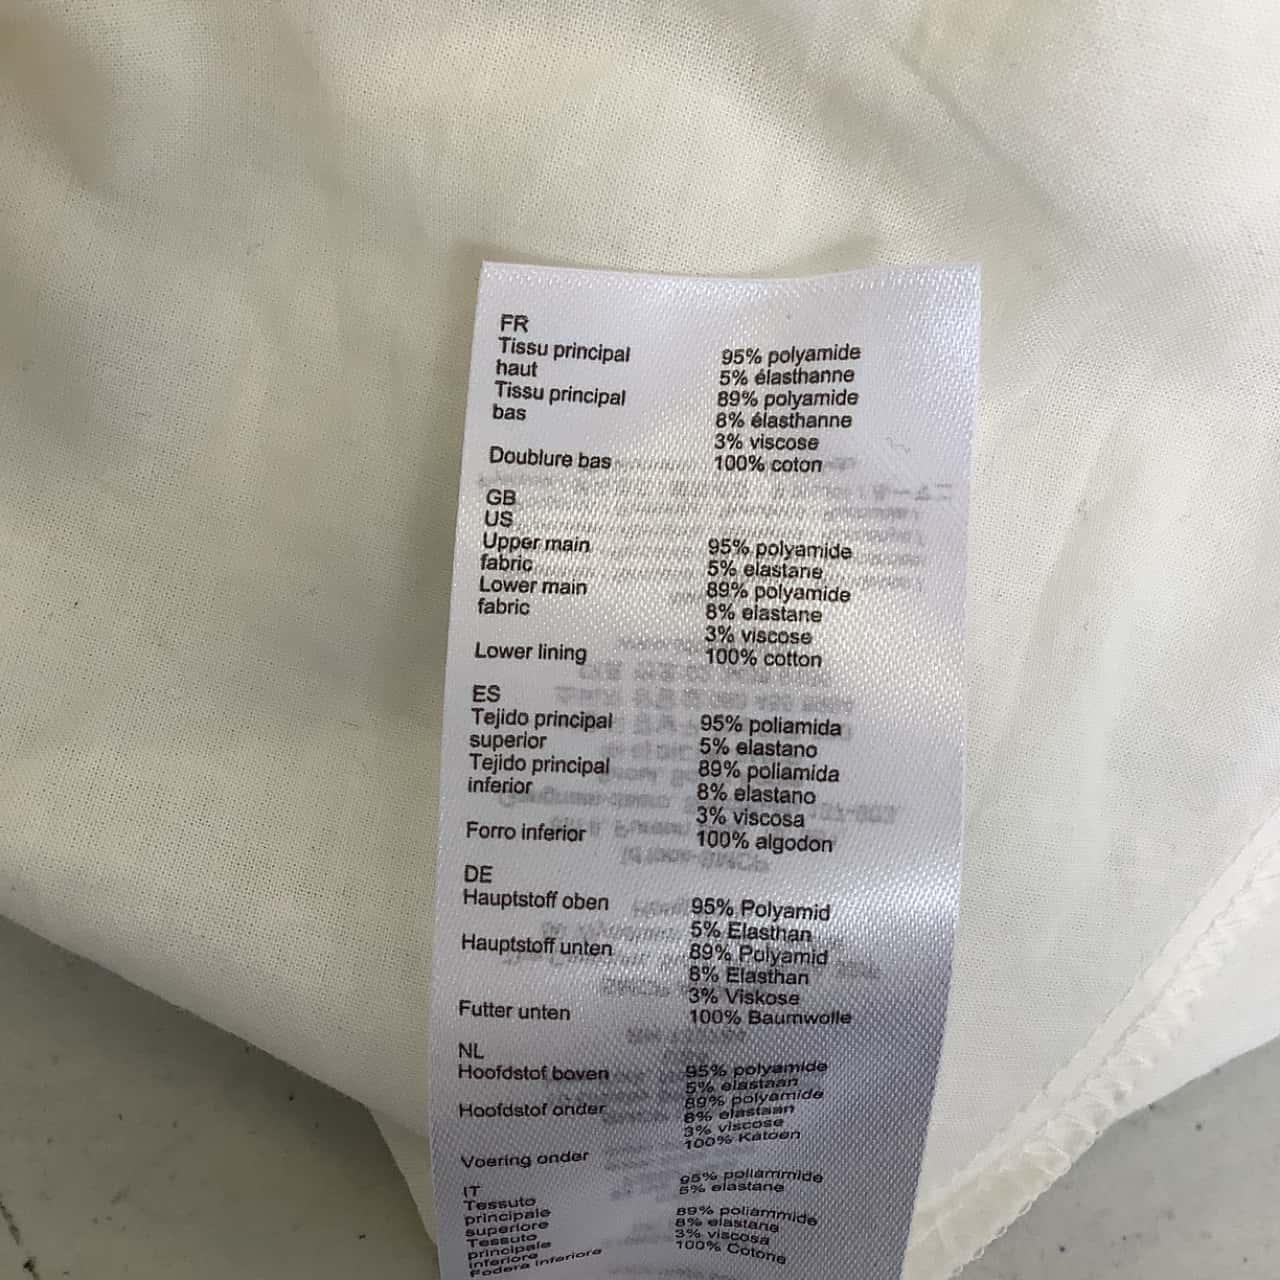 FR
Tissu principal 95% polyamide
haut 5% élasthanne
Tissu principal 89% polyamide
bas 8% élasthanne
3% viscose
Doublure bas 100% coton
GB
US
Upper main 95% polyamide
fabric 5% elastane
Lower main 89% polyamide
fabric 8% elastane
3% viscose
Lower lining 100% cotton
ES
Tejido principal 95% poliamida
superior 5% elastano
Tejido principal 89% poliamida
inferior 8% elastano
3% viscosa
Forro inferior 100% algodon
DE
Hauptstoff oben 95% Polyamid
5% Elasthan
Hauptstoff unten 89% Polyamid
8% Elasthan
3% Viskose
Futter unten 100% Baumwolle
NL
Hoofdstof boven 95% polyamide
5% elastaan
Hoofdstof onder 89% polyamide
8% elastaan
3% viscose
Voering onder 100% Katoen
IT
Tessuto 95% poliammide
principale 5% elastane
superiore
Tessuto 89% poliammide
principale 8% elastane
inferiore 3% viscosa
Fodera inferiore 100% Cotone